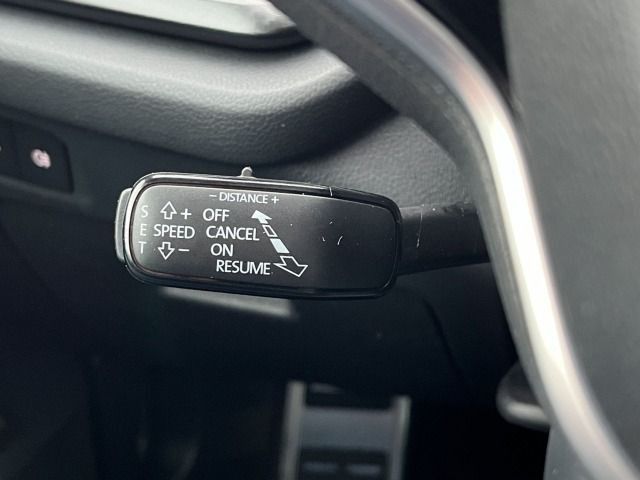 − DISTANCE +
S + OFF
E SPEED CANCEL
T − ON
RESUME